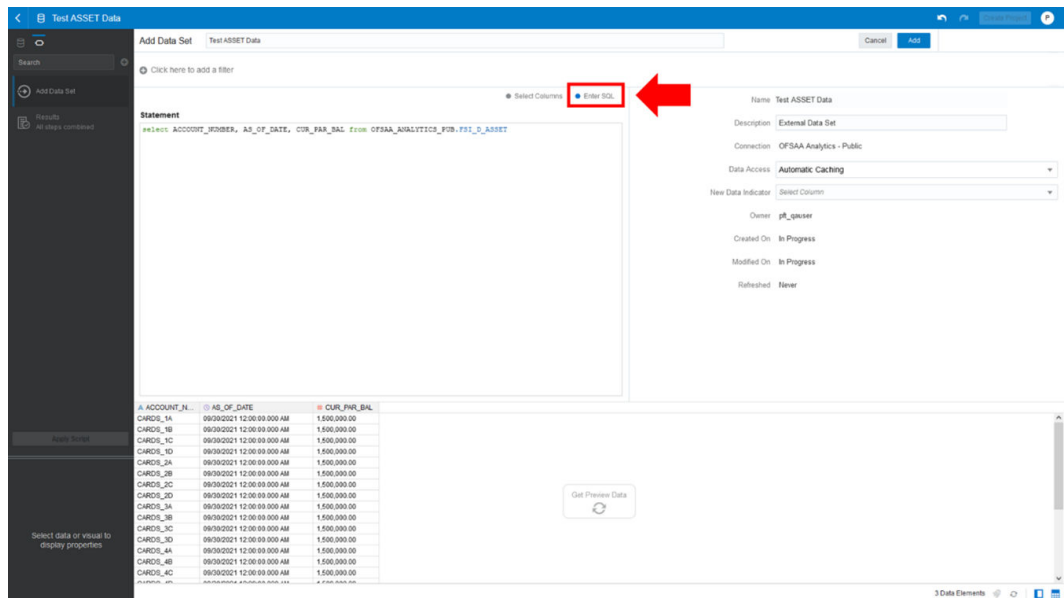 Test ASSET Data
Create Project
P
Search
Add Data Set
Results
All steps combined
Apply Script
Select data or visual to
display properties
Add Data Set
Test ASSET Data
Cancel
Add
Click here to add a filter
Select Columns
Enter SQL
Statement
select ACCOUNT_NUMBER, AS_OF_DATE, CUR_PAR_BAL from OFSAA_ANALYTICS_PUB.FSI_D_ASSET
Name Test ASSET Data
Description External Data Set
Connection OFSAA Analytics - Public
Data Access Automatic Caching
New Data Indicator Select Column
Owner pft_qauser
Created On In Progress
Modified On In Progress
Refreshed Never
A ACCOUNT_N... AS_OF_DATE CUR_PAR_BAL
CARDS_1A 09/30/2021 12:00:00.000 AM 1,500,000.00
CARDS_1B 09/30/2021 12:00:00.000 AM 1,500,000.00
CARDS_1C 09/30/2021 12:00:00.000 AM 1,500,000.00
CARDS_1D 09/30/2021 12:00:00.000 AM 1,500,000.00
CARDS_2A 09/30/2021 12:00:00.000 AM 1,500,000.00
CARDS_2B 09/30/2021 12:00:00.000 AM 1,500,000.00
CARDS_2C 09/30/2021 12:00:00.000 AM 1,500,000.00
CARDS_2D 09/30/2021 12:00:00.000 AM 1,500,000.00
CARDS_3A 09/30/2021 12:00:00.000 AM 1,500,000.00
CARDS_3B 09/30/2021 12:00:00.000 AM 1,500,000.00
CARDS_3C 09/30/2021 12:00:00.000 AM 1,500,000.00
CARDS_3D 09/30/2021 12:00:00.000 AM 1,500,000.00
CARDS_4A 09/30/2021 12:00:00.000 AM 1,500,000.00
CARDS_4B 09/30/2021 12:00:00.000 AM 1,500,000.00
CARDS_4C 09/30/2021 12:00:00.000 AM 1,500,000.00
Get Preview Data
3 Data Elements